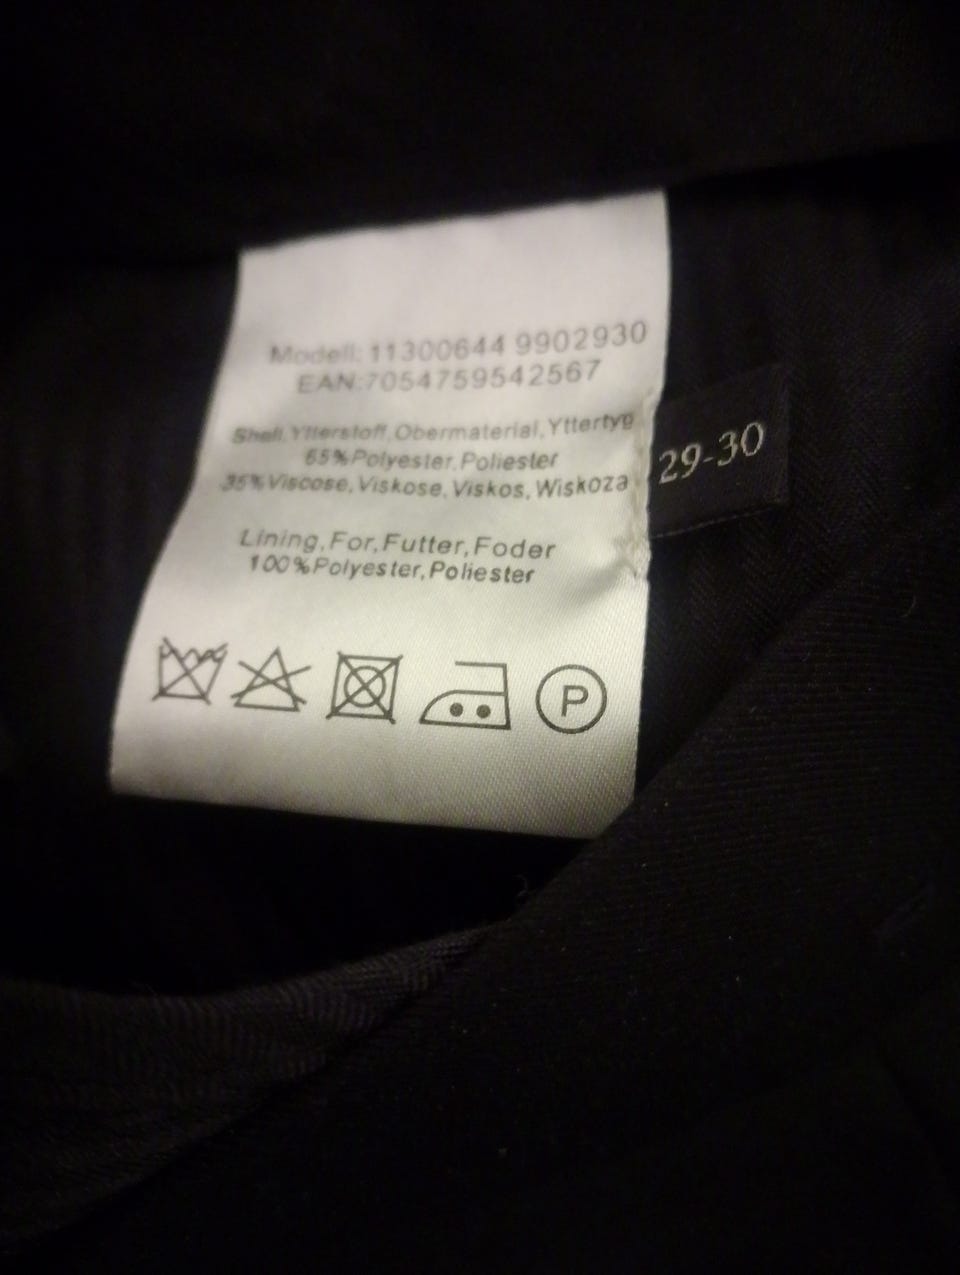 Modell: 11300644 9902930
EAN:7054759542567
Shell,Ytterstoff,Obermaterial,Yttertyg
65%Polyester,Poliester
35%Viscose,Viskose,Viskos,Wiskoza
29-30
Lining,For,Futter,Foder
100%Polyester,Poliester
P